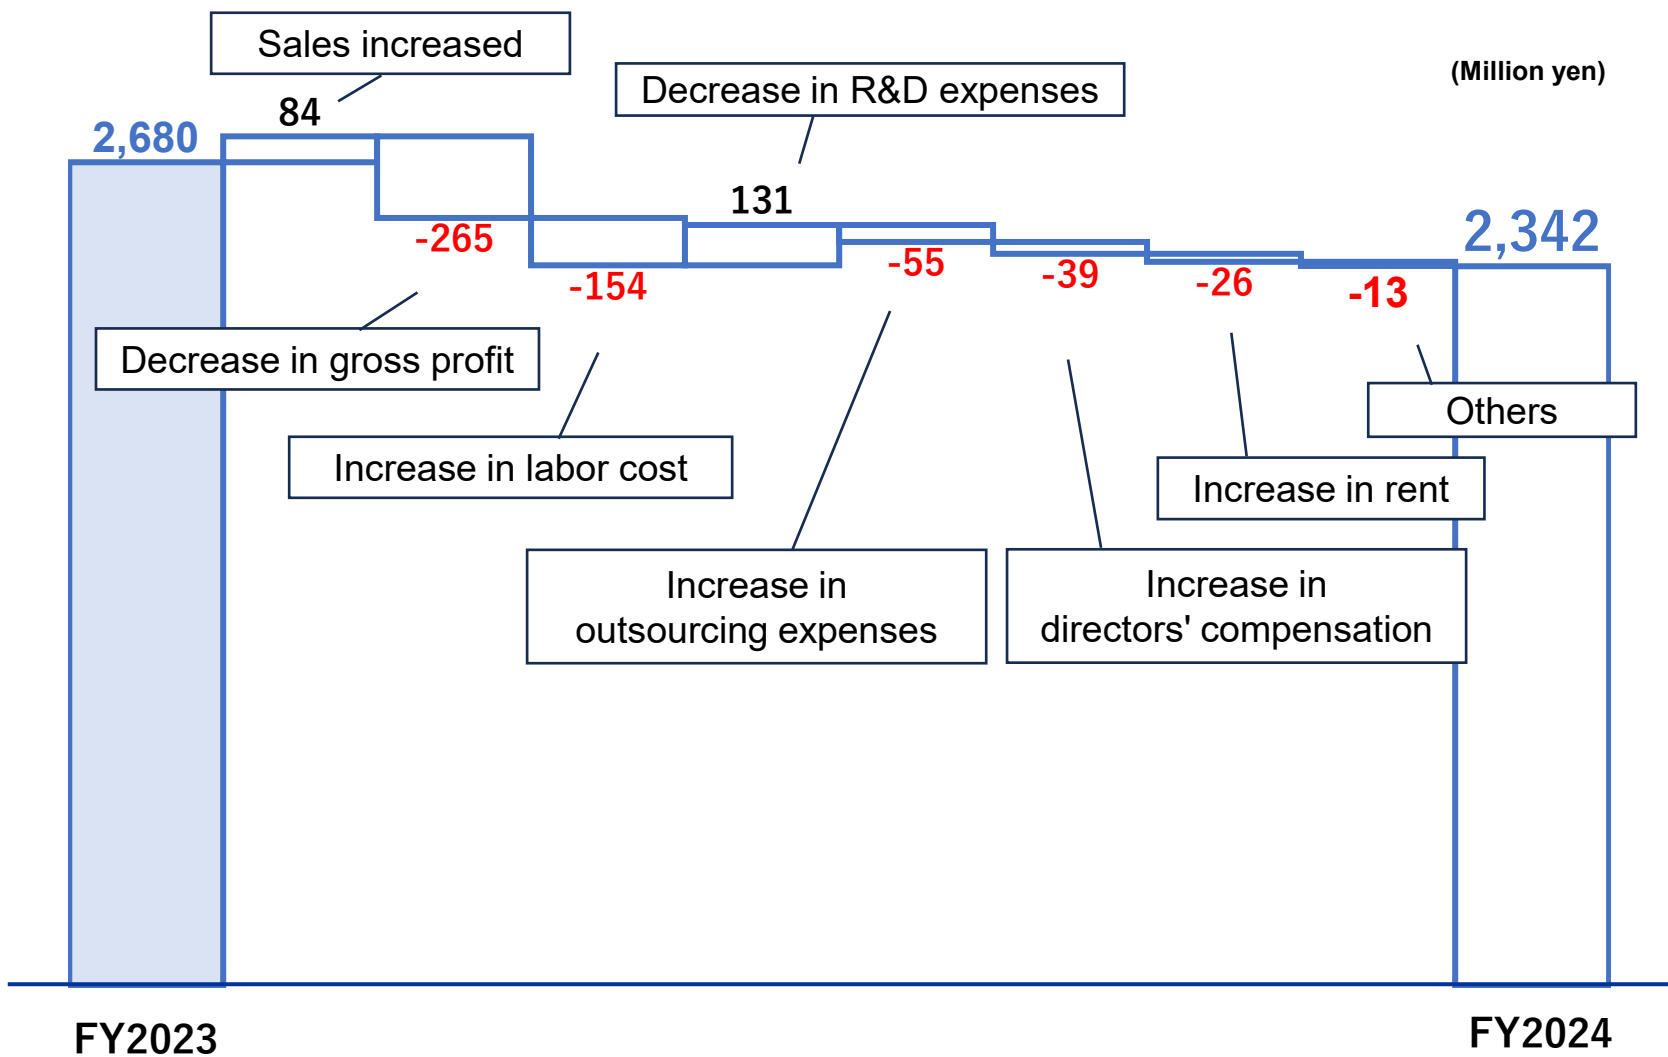 Sales increased
(Million yen)
Decrease in R&D expenses
84
2,680
131
2,342
-265
-55
-39
-26
-13
-154
Decrease in gross profit
Others
Increase in labor cost
Increase in rent
Increase in
outsourcing expenses
Increase in
directors' compensation
FY2023
FY2024